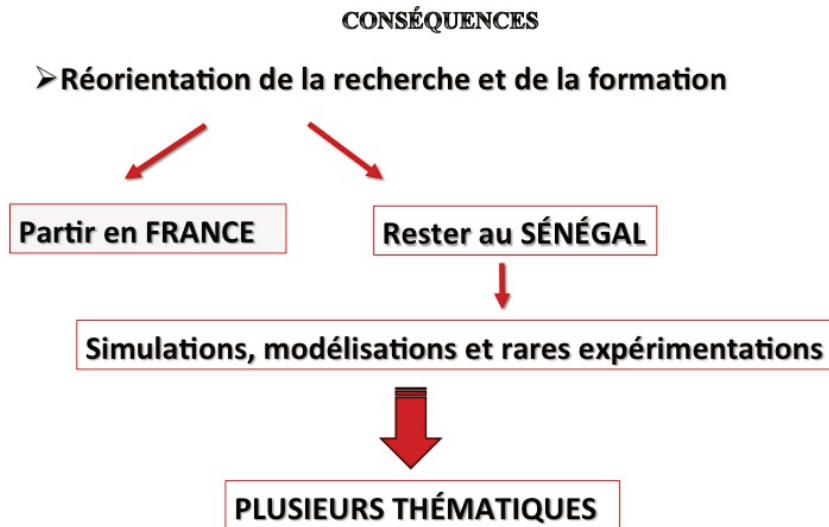 CONSÉQUENCES
➢Réorientation de la recherche et de la formation
Partir en FRANCE
Rester au SÉNÉGAL
Simulations, modélisations et rares expérimentations
PLUSIEURS THÉMATIQUES